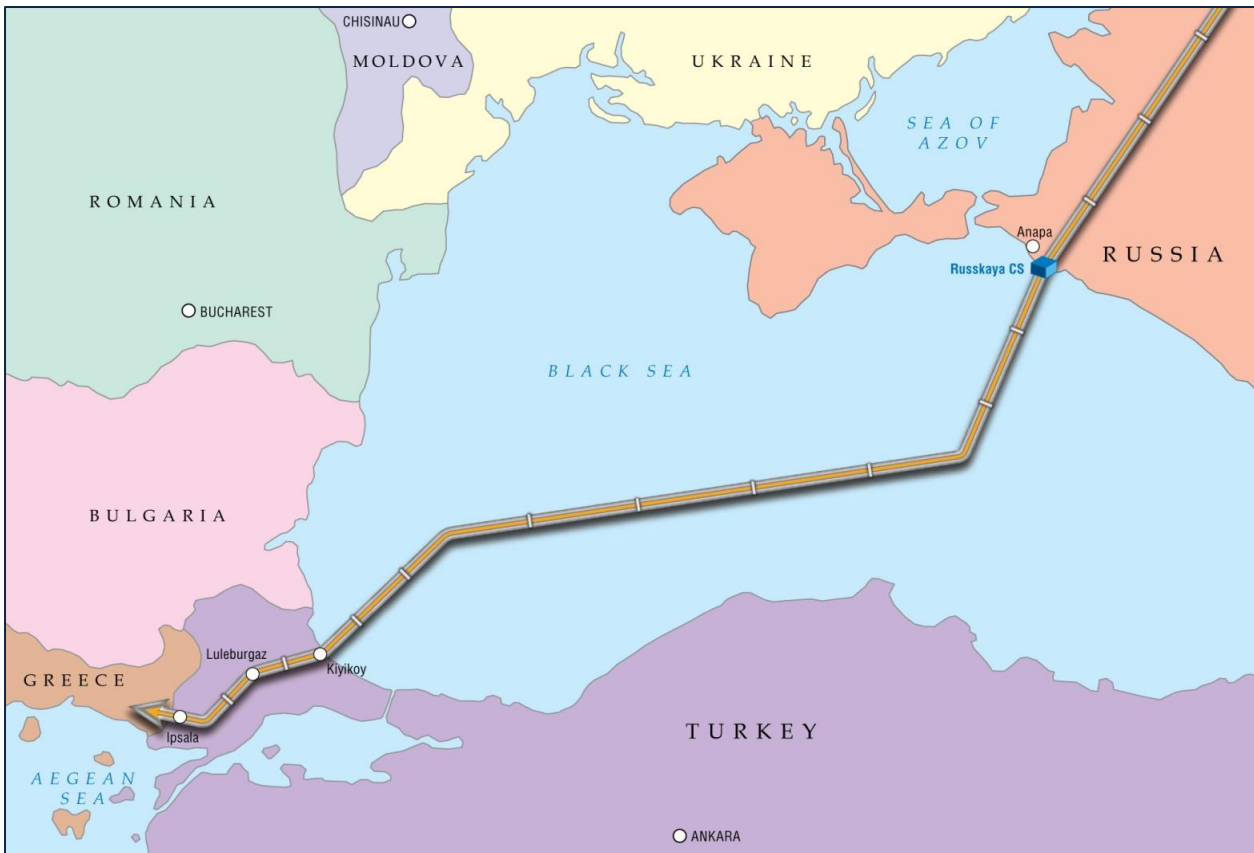 CHISINAU
MOLDOVA
UKRAINE
SEA OF
AZOV
ROMANIA
Anapa
RUSSIA
Russkaya CS
BUCHAREST
BLACK SEA
BULGARIA
Luleburgaz
Kiyikoy
GREECE
Ipsala
TURKEY
AEGEAN
SEA
ANKARA